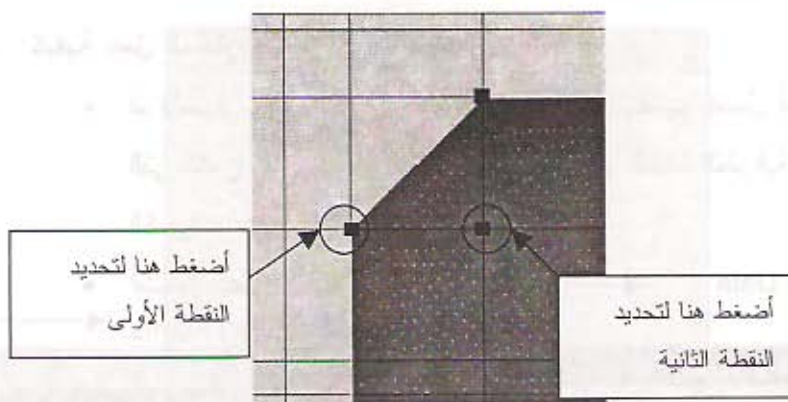 أضغط هنا لتحديد
النقطة الأولى
أضغط هنا لتحديد
النقطة الثانية